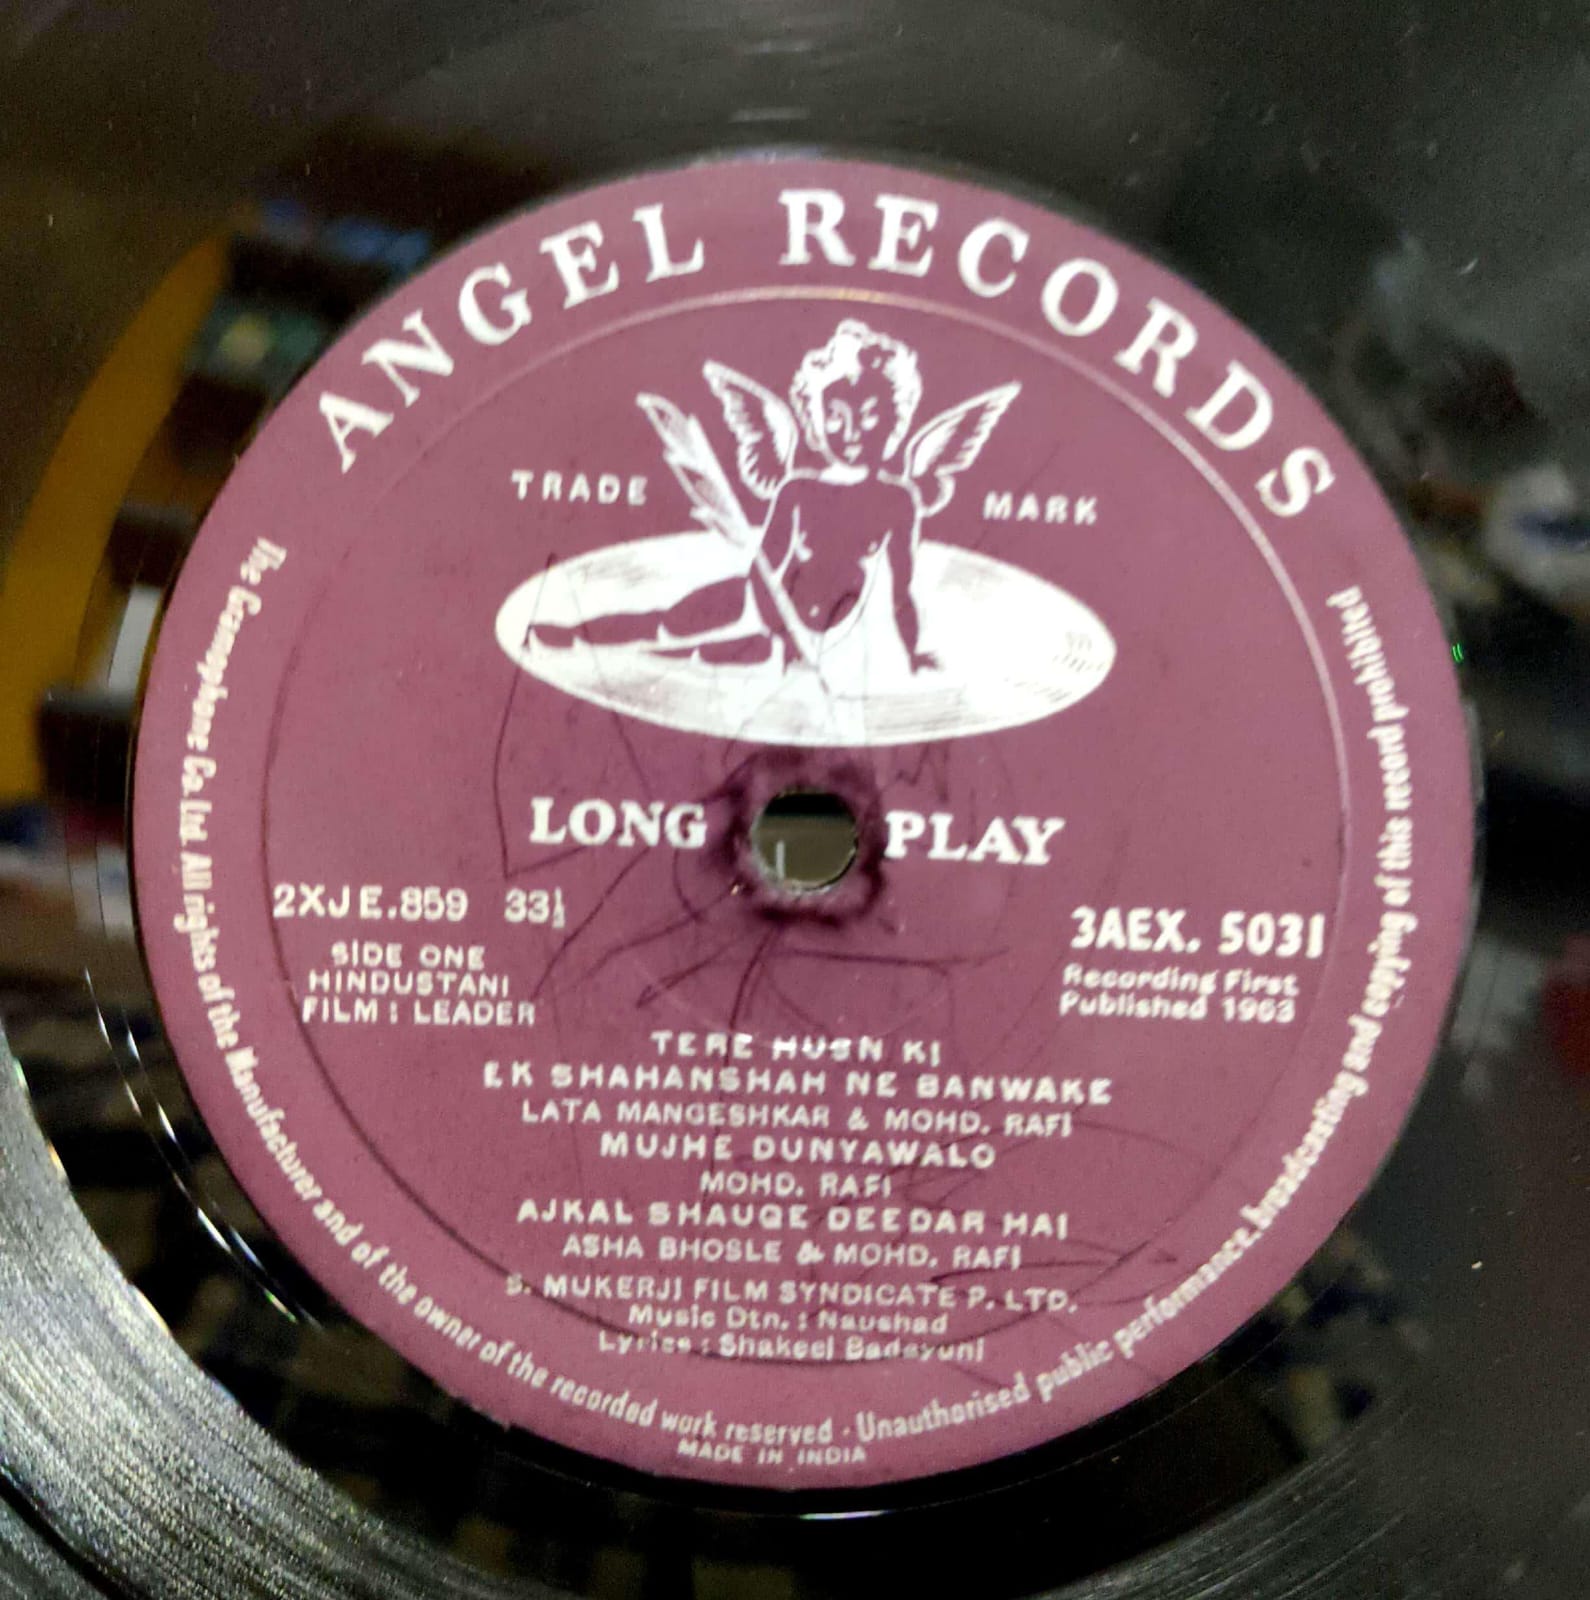 ANGEL RECORDS
TRADE MARK
LONG PLAY
2XJE.859 33⅓
SIDE ONE
HINDUSTANI
FILM : LEADER
3AEX. 5031
Recording First
Published 1963
TERE HUSN KI
EK SHAHANSHAH NE BANWAKE
LATA MANGESHKAR & MOHD. RAFI
MUJHE DUNYAWALO
MOHD. RAFI
AJKAL SHAUQE DEEDAR HAI
ASHA BHOSLE & MOHD. RAFI
S. MUKERJI FILM SYNDICATE P. LTD.
Music Dtn. : Naushad
Lyrics : Shakeel Badayuni
The Gramophone Co. Ltd. All rights of the Manufacturer and of the owner of the recorded work reserved · Unauthorised public performance, broadcasting and copying of this record prohibited
MADE IN INDIA